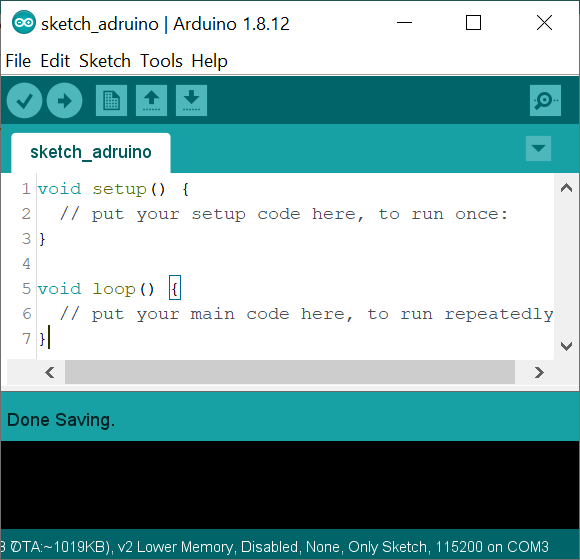 sketch_adruino | Arduino 1.8.12
File Edit Sketch Tools Help
sketch_adruino
1 void setup() {
2 // put your setup code here, to run once:
3 }
4
5 void loop() {
6 // put your main code here, to run repeatedly
7 }
Done Saving.
OTA:~1019KB), v2 Lower Memory, Disabled, None, Only Sketch, 115200 on COM3